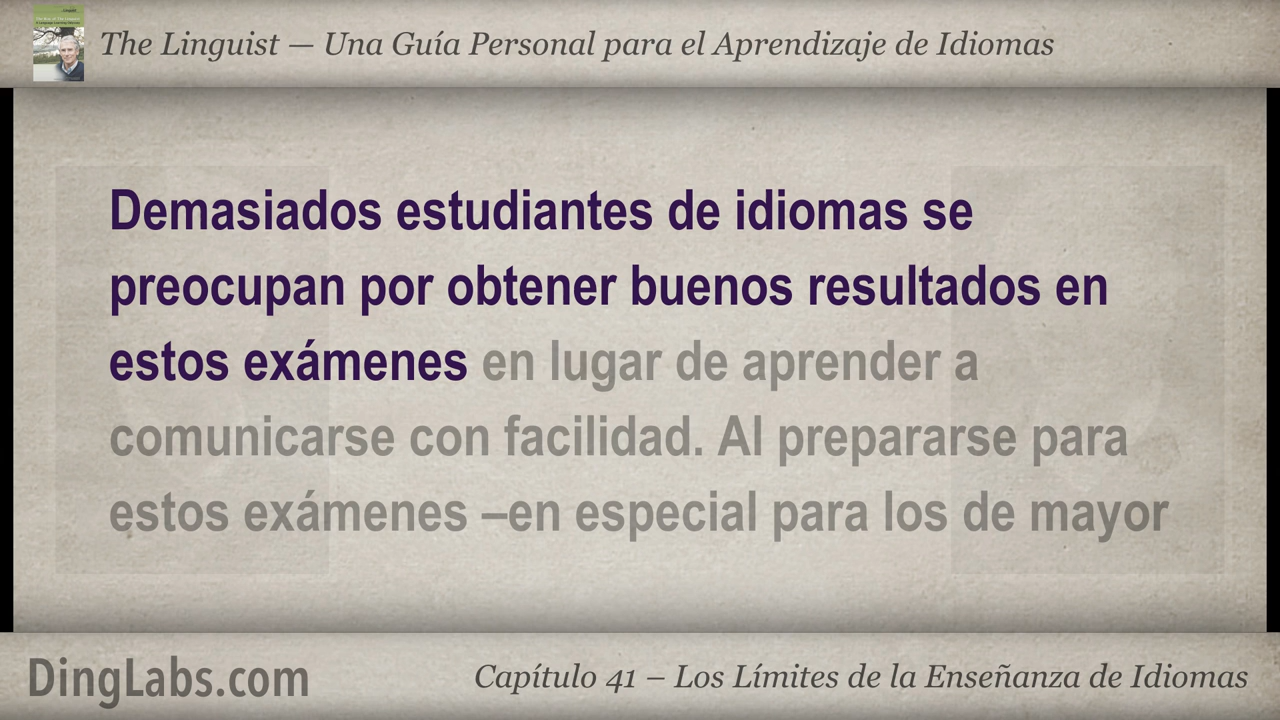 The Linguist — Una Guía Personal para el Aprendizaje de Idiomas
Demasiados estudiantes de idiomas se
preocupan por obtener buenos resultados en
estos exámenes en lugar de aprender a
comunicarse con facilidad. Al prepararse para
estos exámenes –en especial para los de mayor
DingLabs.com
Capítulo 41 – Los Límites de la Enseñanza de Idiomas